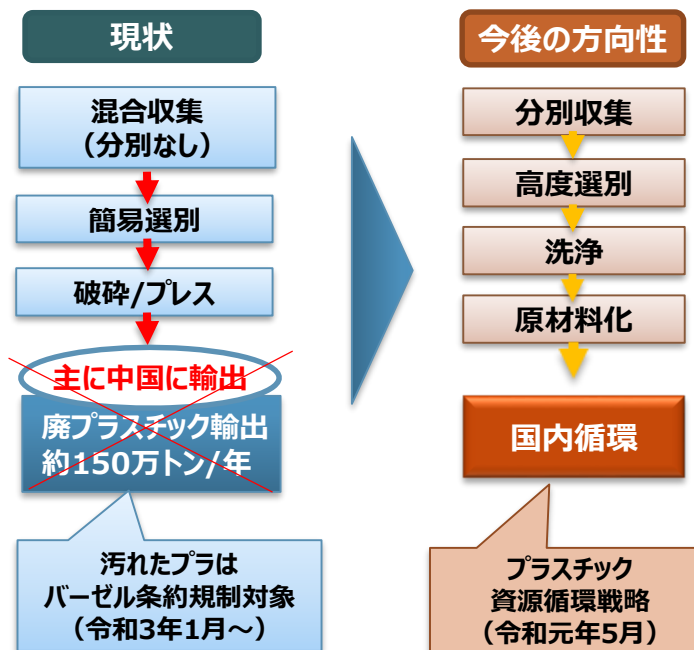 現状
混合収集
（分別なし）
簡易選別
破砕/プレス
主に中国に輸出
廃プラスチック輸出
約150万トン/年
汚れたプラは
バーゼル条約規制対象
（令和3年1月～）
今後の方向性
分別収集
高度選別
洗浄
原材料化
国内循環
プラスチック
資源循環戦略
（令和元年5月）